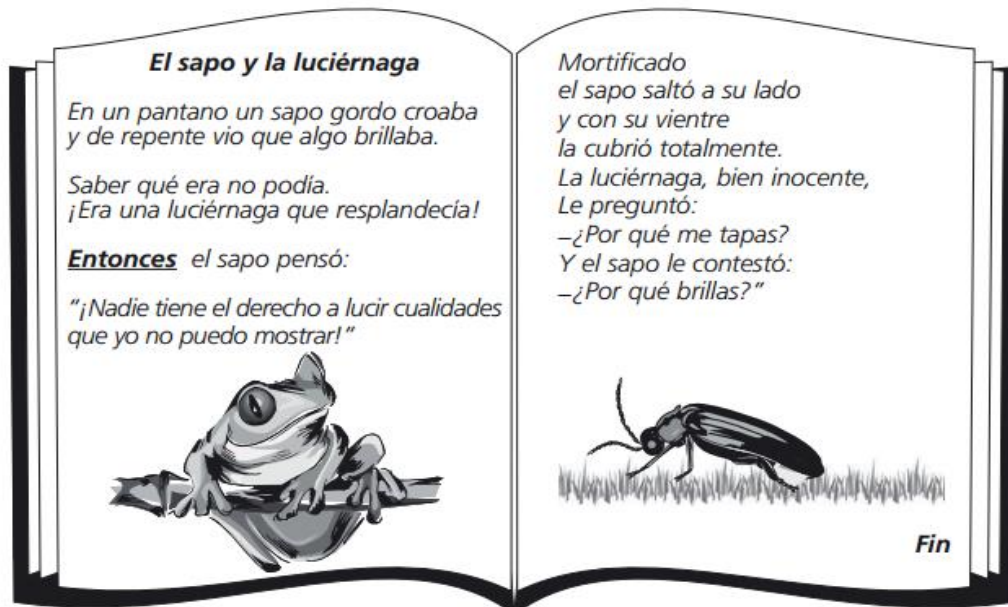 El sapo y la luciérnaga
En un pantano un sapo gordo croaba
y de repente vio que algo brillaba.
Saber qué era no podía.
¡Era una luciérnaga que resplandecía!
Entonces el sapo pensó:
"¡Nadie tiene el derecho a lucir cualidades
que yo no puedo mostrar!"
Mortificado
el sapo saltó a su lado
y con su vientre
la cubrió totalmente.
La luciérnaga, bien inocente,
Le preguntó:
–¿Por qué me tapas?
Y el sapo le contestó:
–¿Por qué brillas?"
Fin